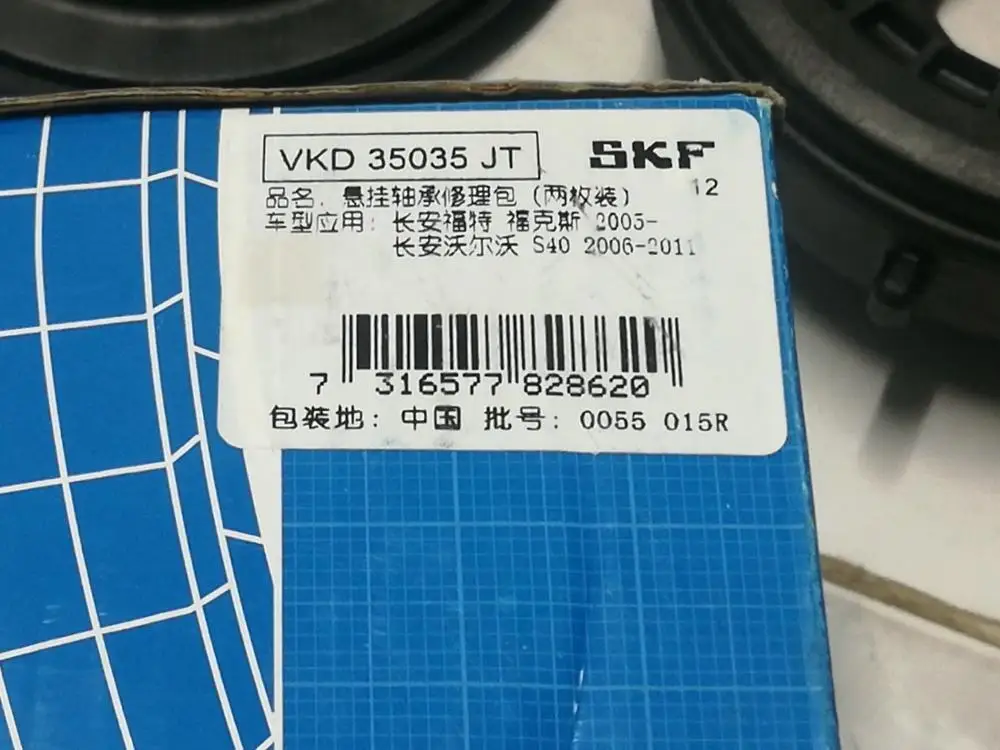 VKD 35035 JT
SKF
12
品名: 悬挂轴承修理包 (两枚装)
车型应用: 长安福特 福克斯 2005-
长安沃尔沃 S40 2006-2011
7 316577 828620
包装地: 中国 批号: 0055 015R